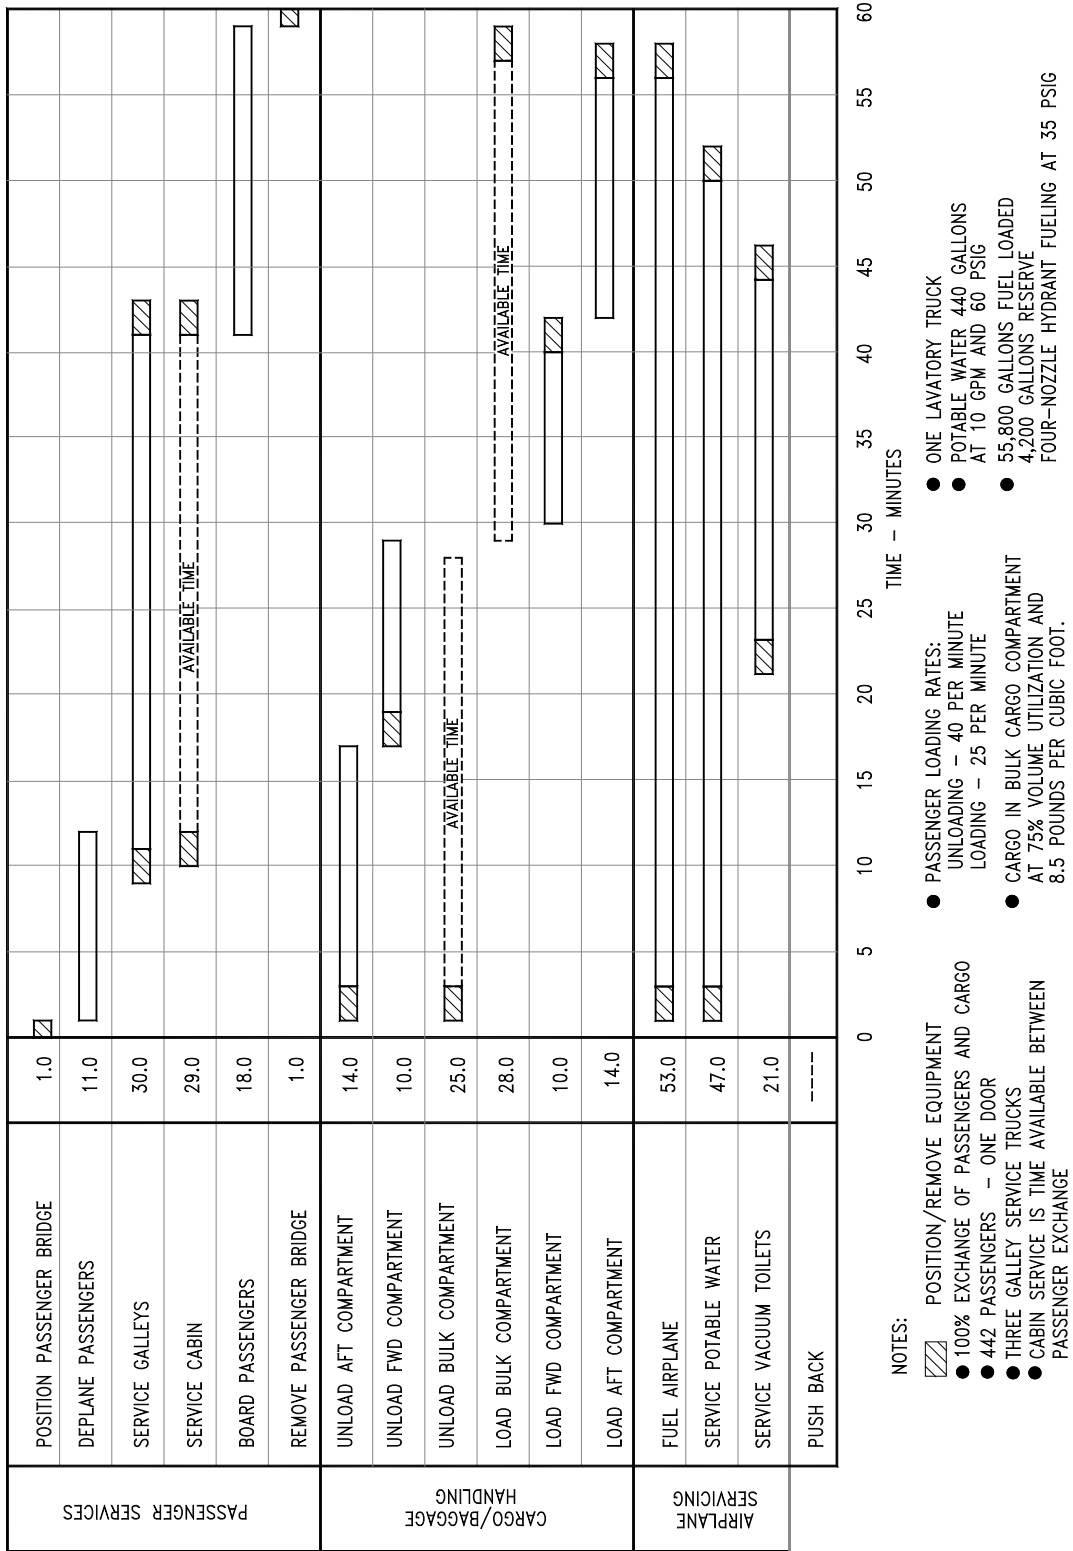 PASSENGER SERVICES
POSITION PASSENGER BRIDGE 1.0
DEPLANE PASSENGERS 11.0
SERVICE GALLEYS 30.0
SERVICE CABIN 29.0
AVAILABLE TIME
BOARD PASSENGERS 18.0
REMOVE PASSENGER BRIDGE 1.0
CARGO/BAGGAGE
HANDLING
UNLOAD AFT COMPARTMENT 14.0
UNLOAD FWD COMPARTMENT 10.0
UNLOAD BULK COMPARTMENT 25.0
AVAILABLE TIME
LOAD BULK COMPARTMENT 28.0
AVAILABLE TIME
LOAD FWD COMPARTMENT 10.0
LOAD AFT COMPARTMENT 14.0
AIRPLANE
SERVICING
FUEL AIRPLANE 53.0
SERVICE POTABLE WATER 47.0
SERVICE VACUUM TOILETS 21.0
PUSH BACK ----
0 5 10 15 20 25 30 35 40 45 50 55 60
TIME – MINUTES
NOTES:
POSITION/REMOVE EQUIPMENT
● 100% EXCHANGE OF PASSENGERS AND CARGO
● 442 PASSENGERS – ONE DOOR
● THREE GALLEY SERVICE TRUCKS
● CABIN SERVICE IS TIME AVAILABLE BETWEEN
PASSENGER EXCHANGE
● PASSENGER LOADING RATES:
UNLOADING – 40 PER MINUTE
LOADING – 25 PER MINUTE
● CARGO IN BULK CARGO COMPARTMENT
AT 75% VOLUME UTILIZATION AND
8.5 POUNDS PER CUBIC FOOT.
● ONE LAVATORY TRUCK
● POTABLE WATER 440 GALLONS
AT 10 GPM AND 60 PSIG
● 55,800 GALLONS FUEL LOADED
4,200 GALLONS RESERVE
FOUR–NOZZLE HYDRANT FUELING AT 35 PSIG